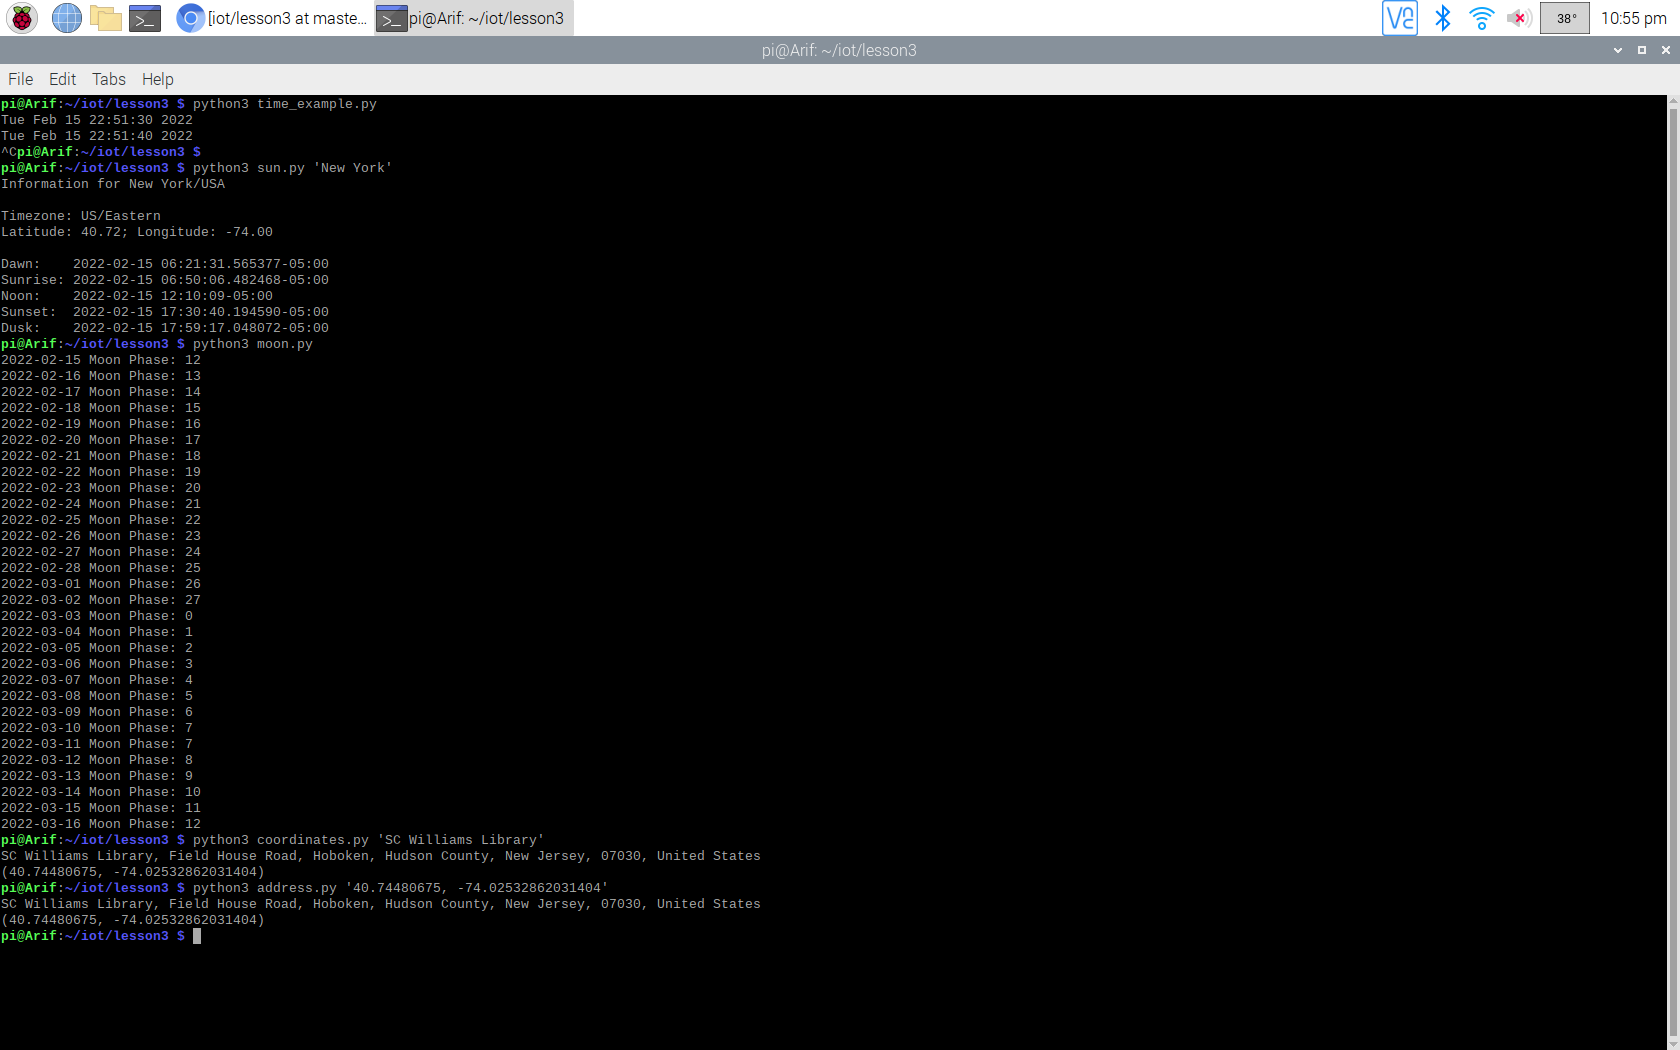 [iot/lesson3 at maste...
pi@Arif: ~/iot/lesson3
38°
10:55 pm
pi@Arif: ~/iot/lesson3
File Edit Tabs Help
pi@Arif:~/iot/lesson3 $ python3 time_example.py
Tue Feb 15 22:51:30 2022
Tue Feb 15 22:51:40 2022
^Cpi@Arif:~/iot/lesson3 $
pi@Arif:~/iot/lesson3 $ python3 sun.py 'New York'
Information for New York/USA
Timezone: US/Eastern
Latitude: 40.72; Longitude: -74.00
Dawn:    2022-02-15 06:21:31.565377-05:00
Sunrise: 2022-02-15 06:50:06.482468-05:00
Noon:    2022-02-15 12:10:09-05:00
Sunset:  2022-02-15 17:30:40.194590-05:00
Dusk:    2022-02-15 17:59:17.048072-05:00
pi@Arif:~/iot/lesson3 $ python3 moon.py
2022-02-15 Moon Phase: 12
2022-02-16 Moon Phase: 13
2022-02-17 Moon Phase: 14
2022-02-18 Moon Phase: 15
2022-02-19 Moon Phase: 16
2022-02-20 Moon Phase: 17
2022-02-21 Moon Phase: 18
2022-02-22 Moon Phase: 19
2022-02-23 Moon Phase: 20
2022-02-24 Moon Phase: 21
2022-02-25 Moon Phase: 22
2022-02-26 Moon Phase: 23
2022-02-27 Moon Phase: 24
2022-02-28 Moon Phase: 25
2022-03-01 Moon Phase: 26
2022-03-02 Moon Phase: 27
2022-03-03 Moon Phase: 0
2022-03-04 Moon Phase: 1
2022-03-05 Moon Phase: 2
2022-03-06 Moon Phase: 3
2022-03-07 Moon Phase: 4
2022-03-08 Moon Phase: 5
2022-03-09 Moon Phase: 6
2022-03-10 Moon Phase: 7
2022-03-11 Moon Phase: 7
2022-03-12 Moon Phase: 8
2022-03-13 Moon Phase: 9
2022-03-14 Moon Phase: 10
2022-03-15 Moon Phase: 11
2022-03-16 Moon Phase: 12
pi@Arif:~/iot/lesson3 $ python3 coordinates.py 'SC Williams Library'
SC Williams Library, Field House Road, Hoboken, Hudson County, New Jersey, 07030, United States
(40.74480675, -74.02532862031404)
pi@Arif:~/iot/lesson3 $ python3 address.py '40.74480675, -74.02532862031404'
SC Williams Library, Field House Road, Hoboken, Hudson County, New Jersey, 07030, United States
(40.74480675, -74.02532862031404)
pi@Arif:~/iot/lesson3 $